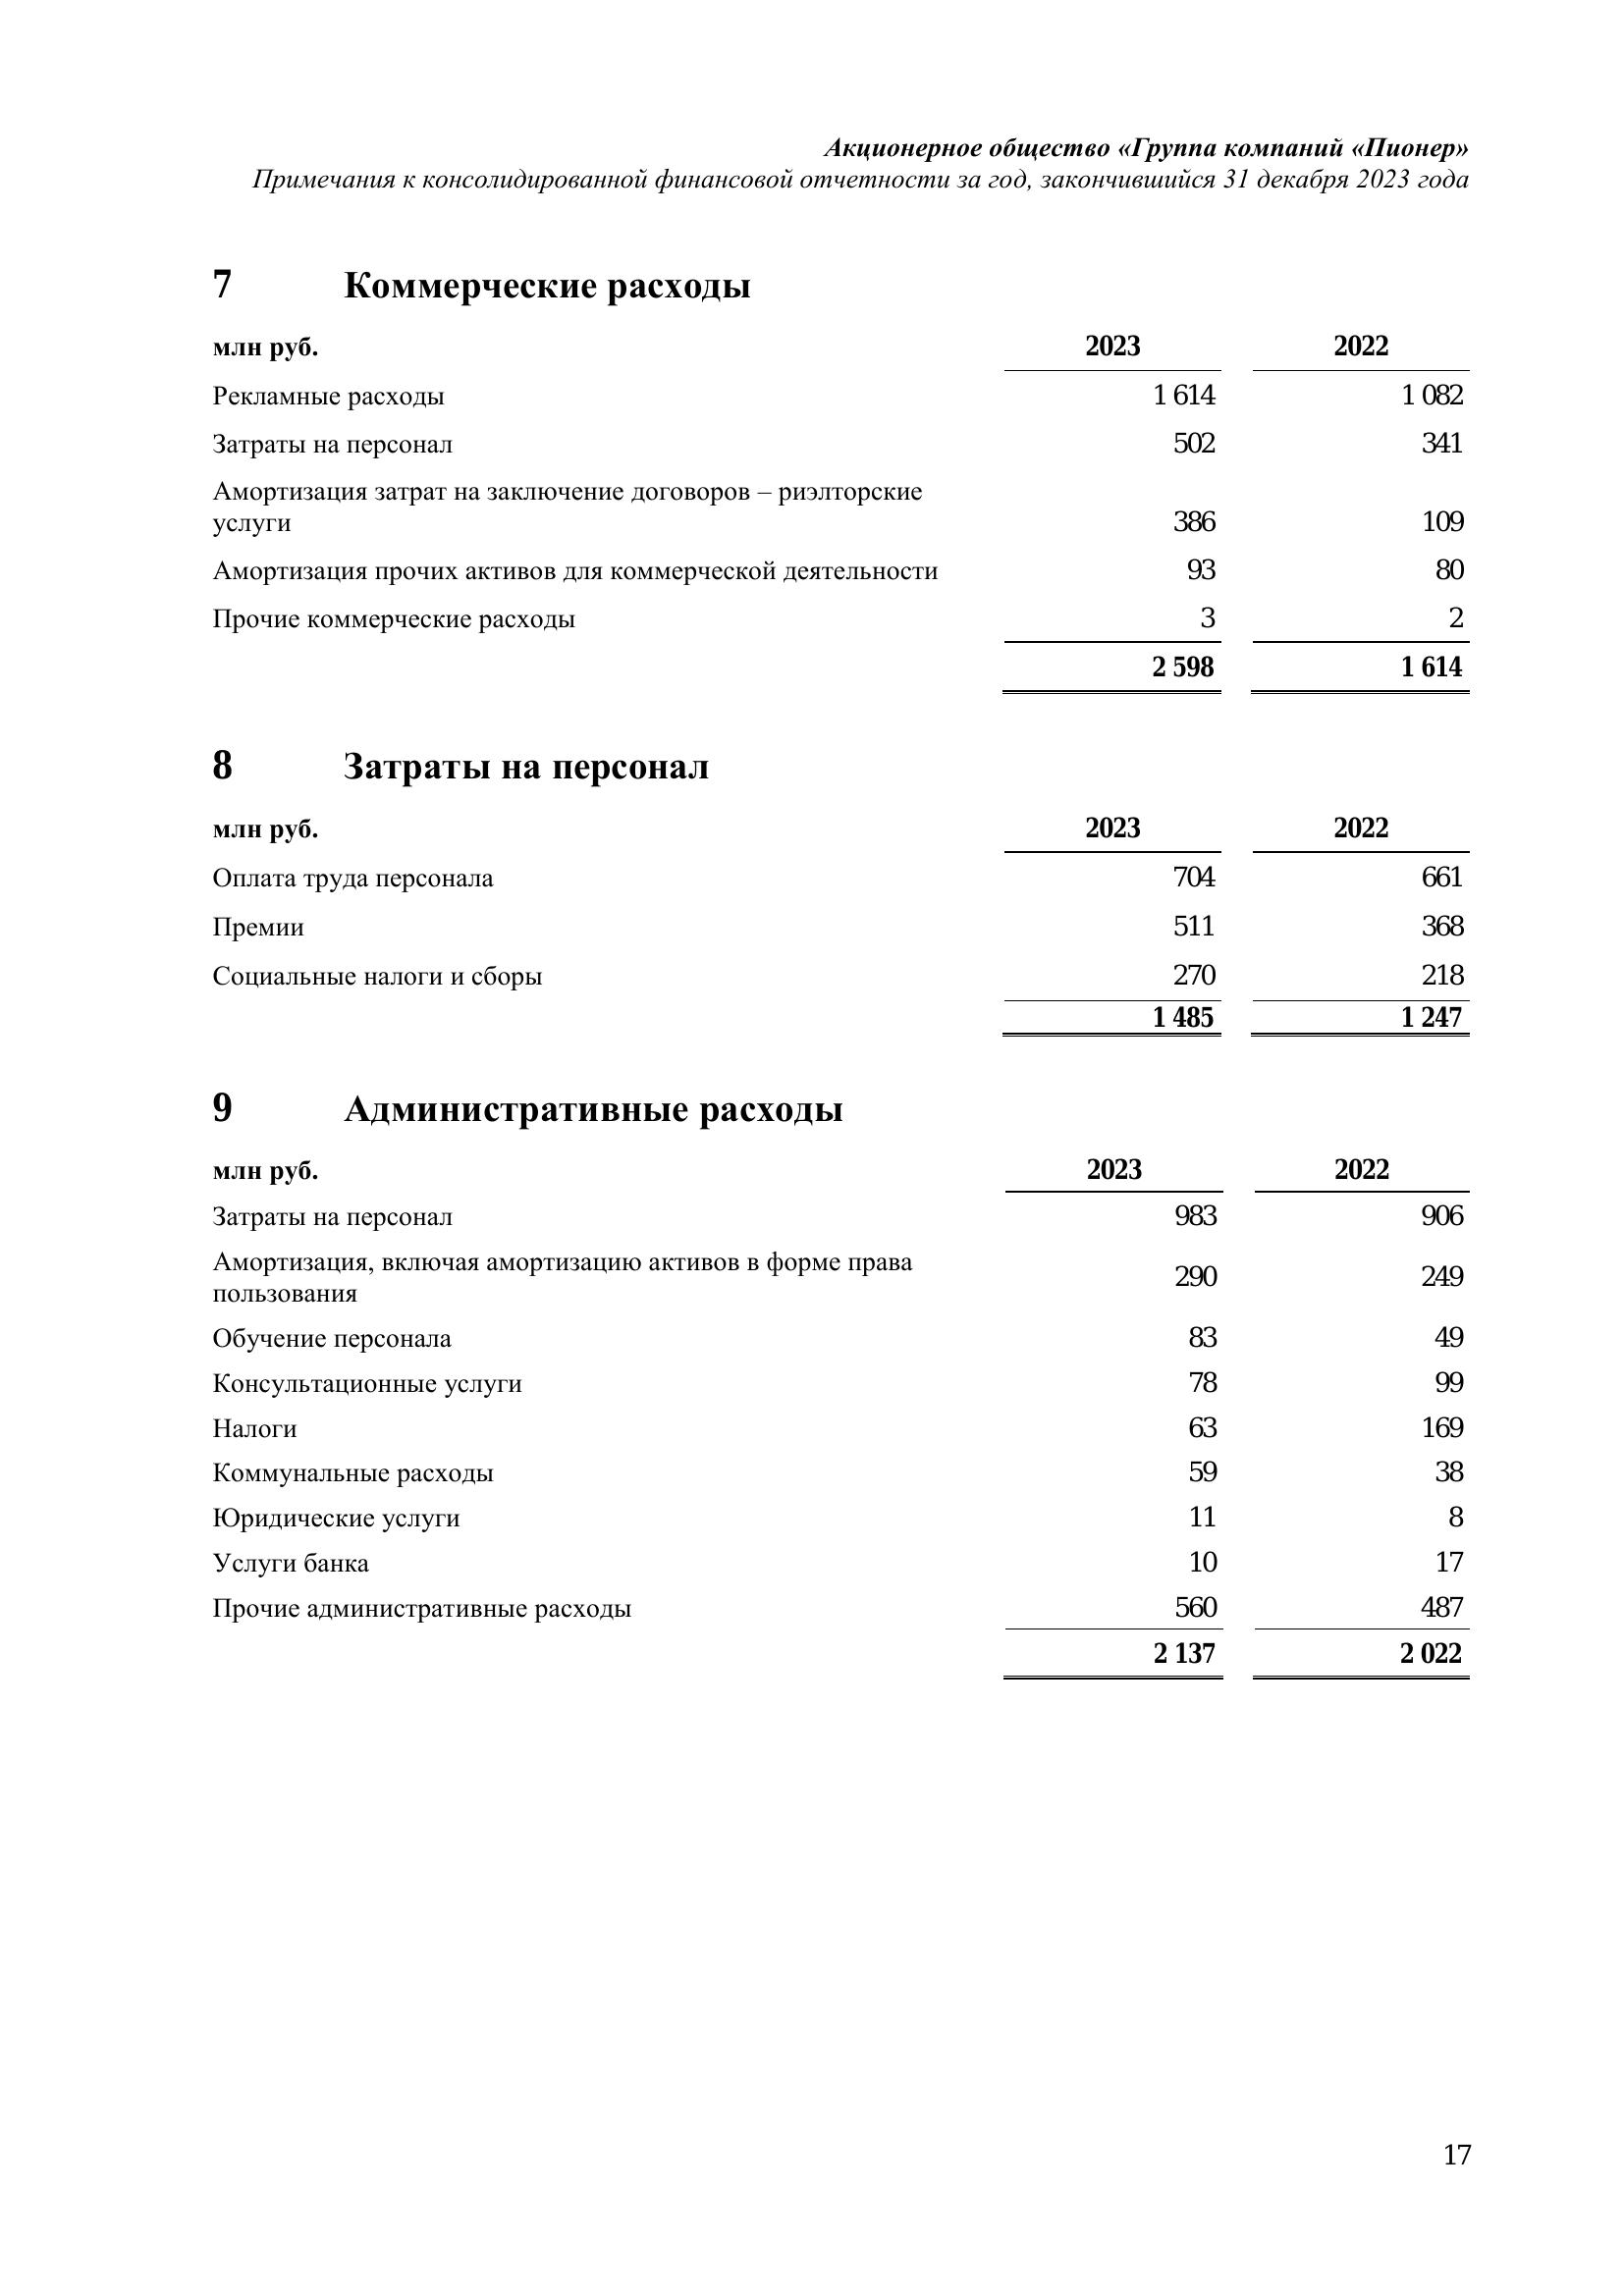 Акционерное общество «Группа компаний «Пионер»
Примечания к консолидированной финансовой отчетности за год, закончившийся 31 декабря 2023 года
7 Коммерческие расходы
млн руб. 2023 2022
Рекламные расходы 1 614 1 082
Затраты на персонал 502 341
Амортизация затрат на заключение договоров – риэлторские
услуги 386 109
Амортизация прочих активов для коммерческой деятельности 93 80
Прочие коммерческие расходы 3 2
2 598 1 614
8 Затраты на персонал
млн руб. 2023 2022
Оплата труда персонала 704 661
Премии 511 368
Социальные налоги и сборы 270 218
1 485 1 247
9 Административные расходы
млн руб. 2023 2022
Затраты на персонал 983 906
Амортизация, включая амортизацию активов в форме права
пользования 290 249
Обучение персонала 83 49
Консультационные услуги 78 99
Налоги 63 169
Коммунальные расходы 59 38
Юридические услуги 11 8
Услуги банка 10 17
Прочие административные расходы 560 487
2 137 2 022
17